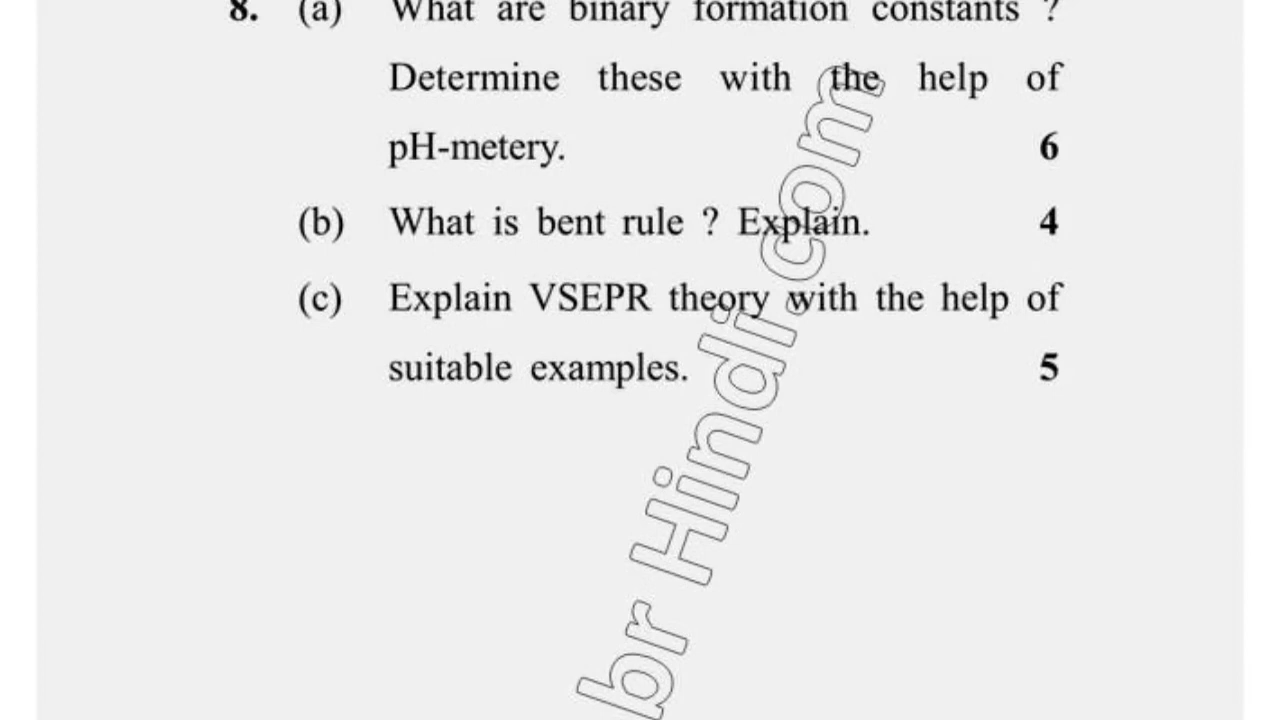 8. (a) What are binary formation constants ?
Determine these with the help of
pH-metery. 6
(b) What is bent rule ? Explain. 4
(c) Explain VSEPR theory with the help of
suitable examples. 5
br Hindi.com